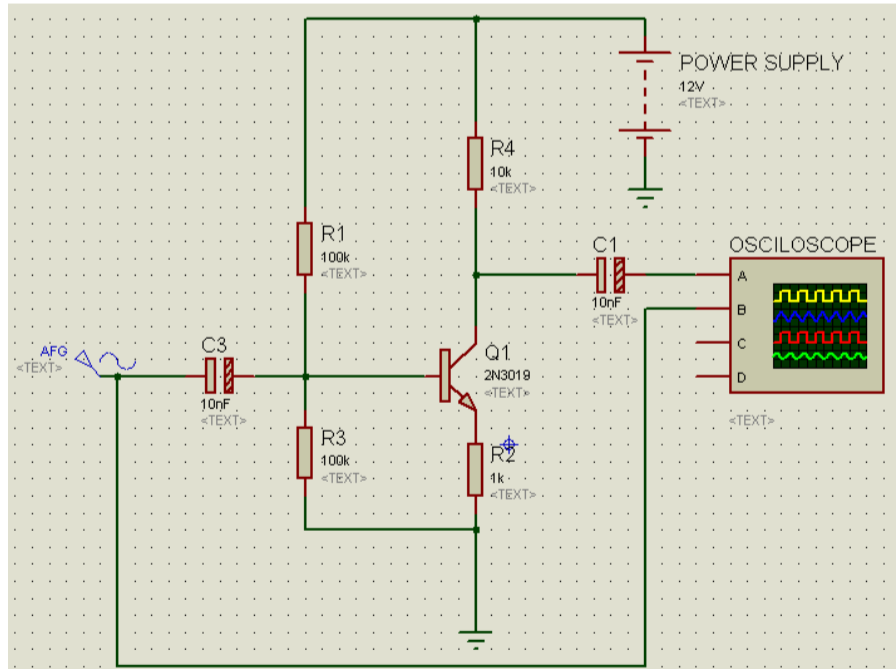 POWER SUPPLY
12V
<TEXT>
R4
10k
<TEXT>
R1
100k
<TEXT>
C1
10nF
<TEXT>
OSCILOSCOPE
A
B
C
D
<TEXT>
AFG
<TEXT>
C3
10nF
<TEXT>
Q1
2N3019
<TEXT>
R3
100k
<TEXT>
R2
1k
<TEXT>